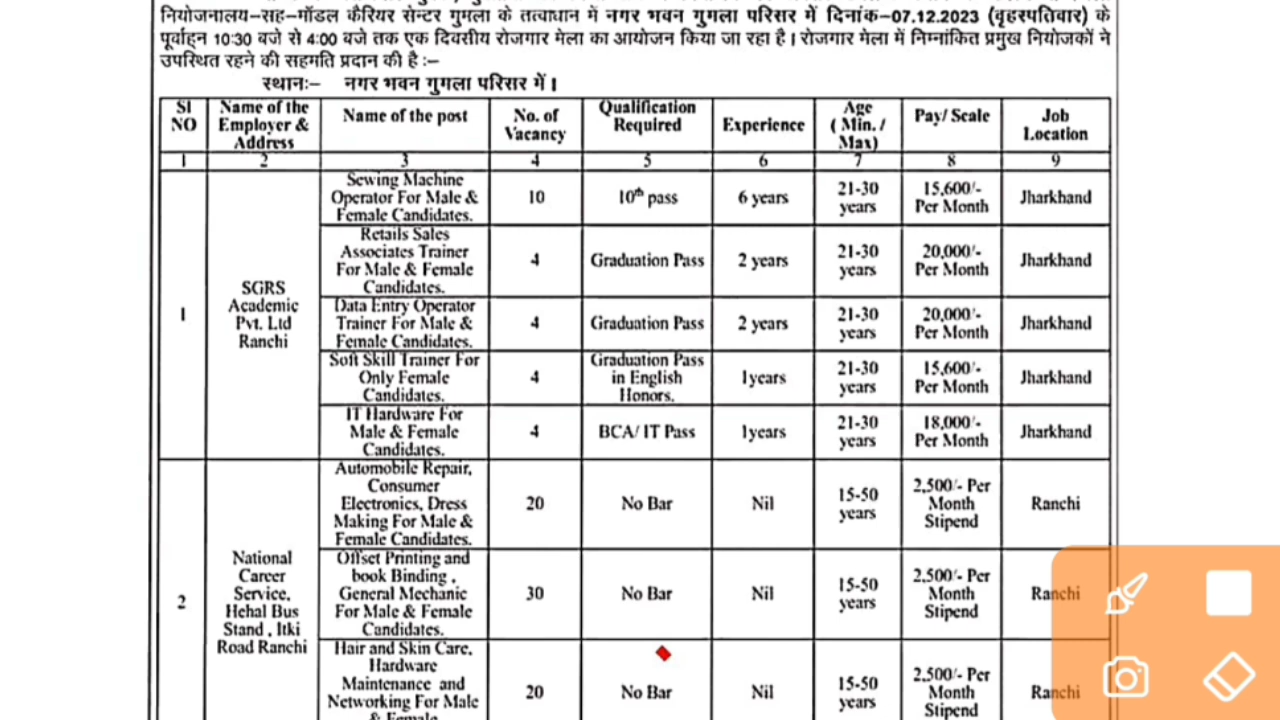 नियोजनालय–सह–मॉडल कैरियर सेन्टर गुमला के तत्वाधान में नगर भवन गुमला परिसर में दिनांक–07.12.2023 (वृहस्पतिवार) के
पूर्वाहन 10:30 बजे से 4:00 बजे तक एक दिवसीय रोजगार मेला का आयोजन किया जा रहा है। रोजगार मेला में निम्नांकित प्रमुख नियोजकों ने
उपस्थित रहने की सहमति प्रदान की है :–
स्थानः– नगर भवन गुमला परिसर में।
Sl NO
Name of the Employer & Address
Name of the post
No. of Vacancy
Qualification Required
Experience
Age ( Min. / Max)
Pay/ Scale
Job Location
1 2 3 4 5 6 7 8 9
1
SGRS
Academic
Pvt. Ltd
Ranchi
Sewing Machine
Operator For Male &
Female Candidates.
10
10th pass
6 years
21-30
years
15,600/-
Per Month
Jharkhand
Retails Sales
Associates Trainer
For Male & Female
Candidates.
4
Graduation Pass
2 years
21-30
years
20,000/-
Per Month
Jharkhand
Data Entry Operator
Trainer For Male &
Female Candidates.
4
Graduation Pass
2 years
21-30
years
20,000/-
Per Month
Jharkhand
Soft Skill Trainer For
Only Female
Candidates.
4
Graduation Pass
in English
Honors.
1years
21-30
years
15,600/-
Per Month
Jharkhand
IT Hardware For
Male & Female
Candidates.
4
BCA/ IT Pass
1years
21-30
years
18,000/-
Per Month
Jharkhand
2
National
Career
Service,
Hehal Bus
Stand , Itki
Road Ranchi
Automobile Repair,
Consumer
Electronics, Dress
Making For Male &
Female Candidates.
20
No Bar
Nil
15-50
years
2,500/- Per
Month
Stipend
Ranchi
Offset Printing and
book Binding ,
General Mechanic
For Male & Female
Candidates.
30
No Bar
Nil
15-50
years
2,500/- Per
Month
Stipend
Ranchi
Hair and Skin Care,
Hardware
Maintenance and
Networking For Male
& Female
20
No Bar
Nil
15-50
years
2,500/- Per
Month
Stipend
Ranchi